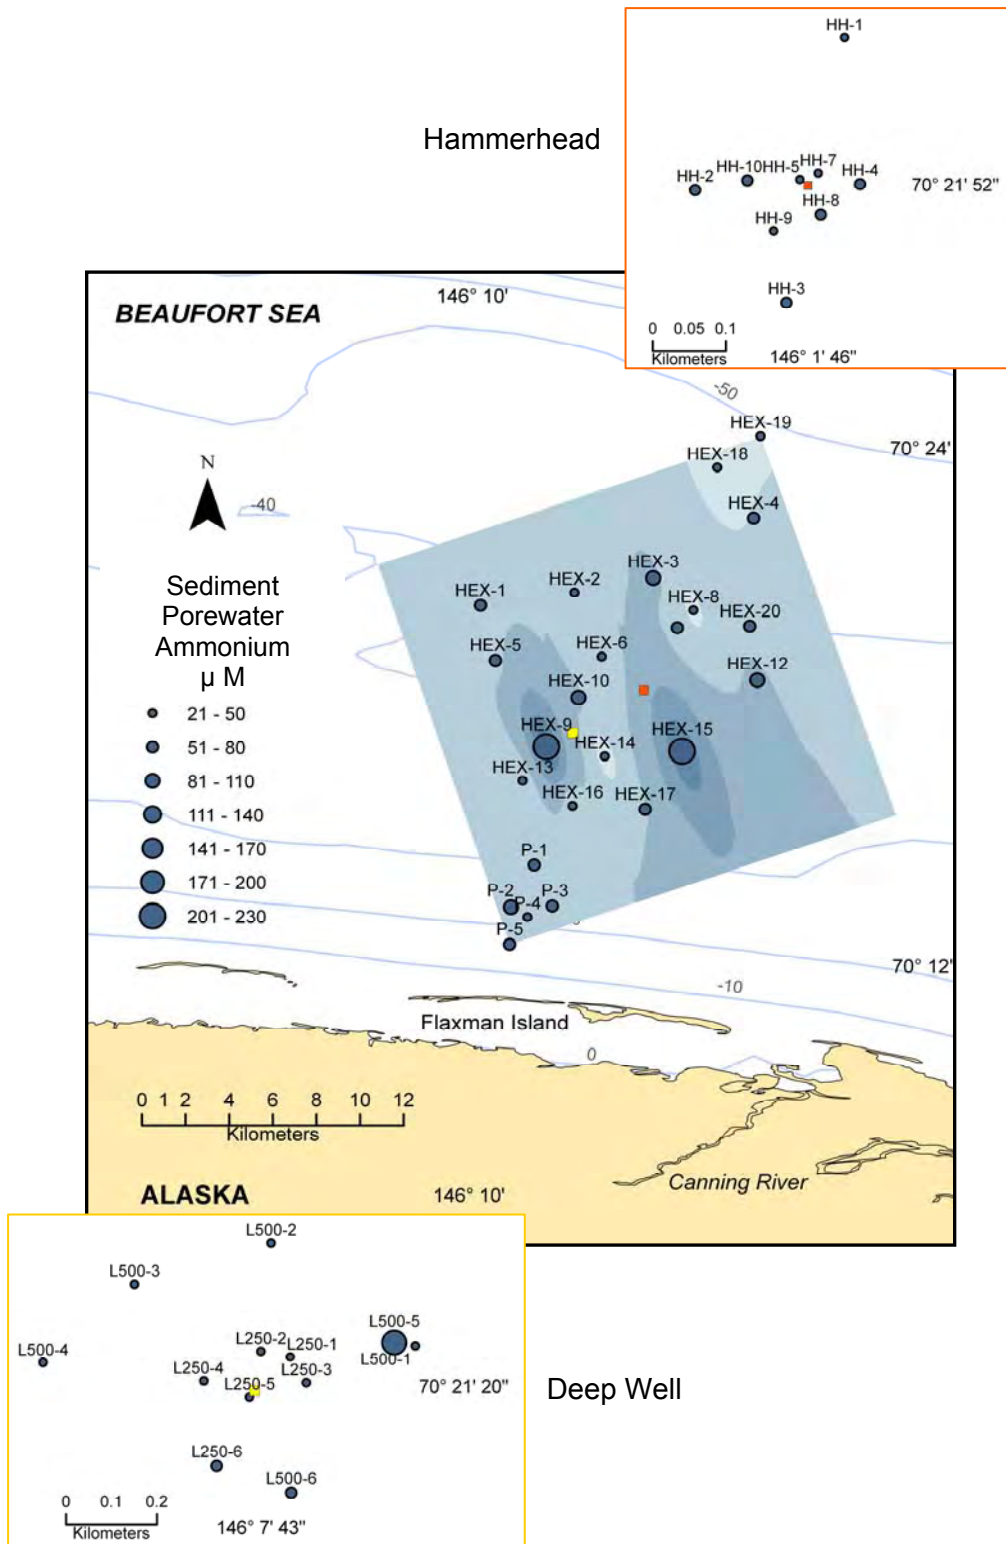 HH-1
Hammerhead
HH-10
HH-5
HH-7
HH-2
HH-4
70° 21' 52"
HH-8
HH-9
HH-3
0 0.05 0.1
Kilometers
146° 1' 46"
BEAUFORT SEA
146° 10'
-50
HEX-19
70° 24'
HEX-18
N
-40
HEX-4
HEX-3
Sediment
Porewater
Ammonium
μ M
HEX-1
HEX-2
HEX-8
HEX-20
HEX-5
HEX-6
HEX-12
HEX-10
21 - 50
51 - 80
81 - 110
111 - 140
141 - 170
171 - 200
201 - 230
HEX-9
HEX-15
HEX-14
HEX-13
HEX-16
HEX-17
P-1
P-2
P-3
P-4
P-5
70° 12'
-10
Flaxman Island
0
0 1 2 4 6 8 10 12
Kilometers
Canning River
ALASKA
146° 10'
L500-2
L500-3
L500-5
L250-2
L250-1
L500-4
L500-1
L250-4
L250-3
L250-5
70° 21' 20"
Deep Well
L250-6
L500-6
0 0.1 0.2
Kilometers
146° 7' 43"